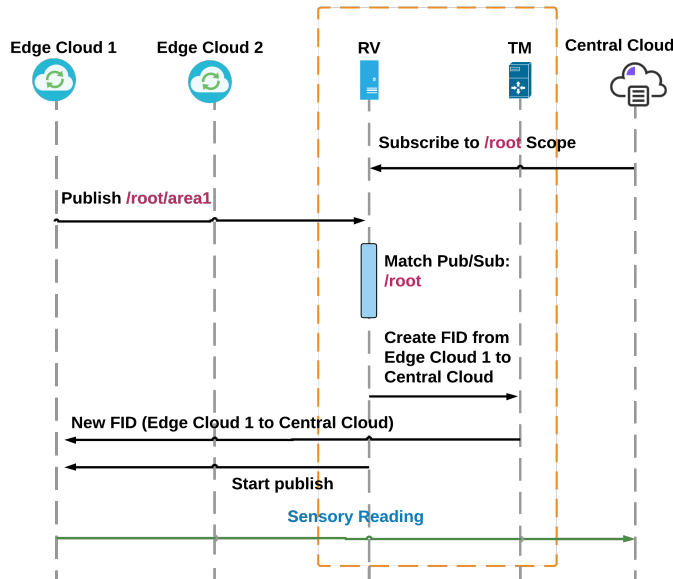 Edge Cloud 1
Edge Cloud 2
RV
TM
Central Cloud
Subscribe to /root Scope
Publish /root/area1
Match Pub/Sub:
/root
Create FID from
Edge Cloud 1 to
Central Cloud
New FID (Edge Cloud 1 to Central Cloud)
Start publish
Sensory Reading